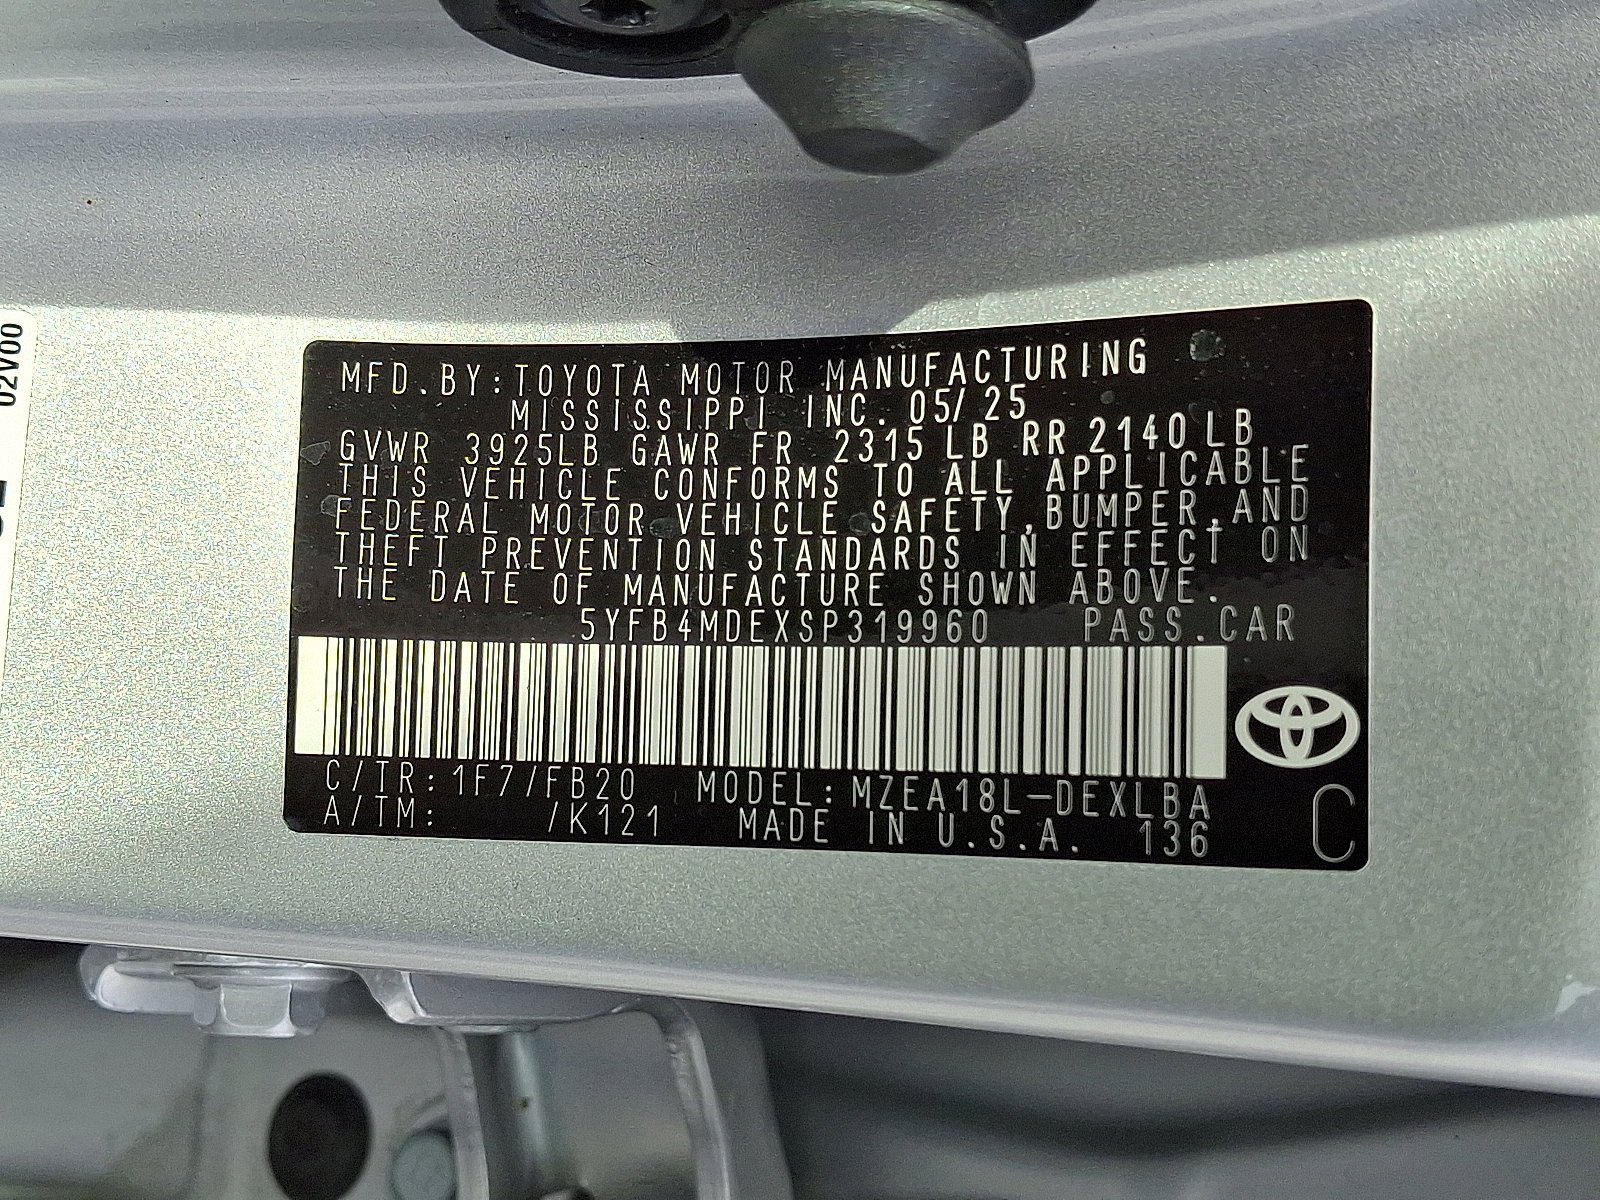 MFD.BY:TOYOTA MOTOR MANUFACTURING
MISSISSIPPI INC. 05/25
GVWR 3925LB GAWR FR 2315LB RR 2140LB
THIS VEHICLE CONFORMS TO ALL APPLICABLE
FEDERAL MOTOR VEHICLE SAFETY,BUMPER,AND
THEFT PREVENTION STANDARDS IN EFFECT ON
THE DATE OF MANUFACTURE SHOWN ABOVE.
5YFB4MDEXSP319960 PASS.CAR
C/TR:1F7/FB20 MODEL:MZEA18L-DEXLBA
A/TM: /K121 MADE IN U.S.A. 136
C
02V00